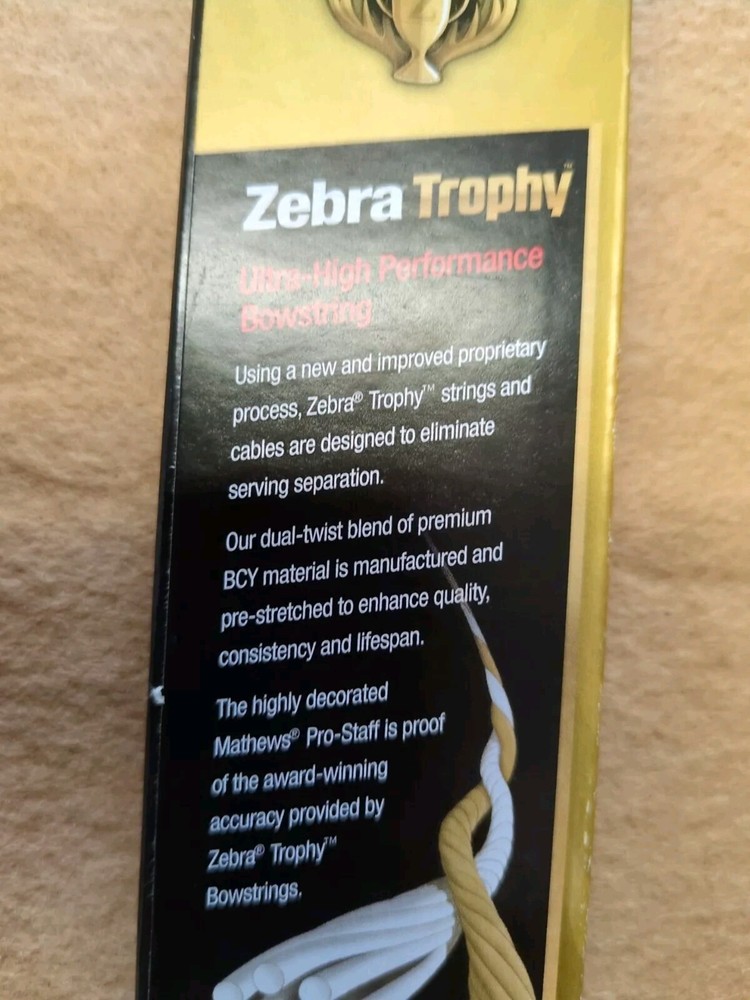 Zebra Trophy™
Ultra-High Performance
Bowstring
Using a new and improved proprietary
process, Zebra® Trophy™ strings and
cables are designed to eliminate
serving separation.
Our dual-twist blend of premium
BCY material is manufactured and
pre-stretched to enhance quality,
consistency and lifespan.
The highly decorated
Mathews® Pro-Staff is proof
of the award-winning
accuracy provided by
Zebra® Trophy™
Bowstrings.